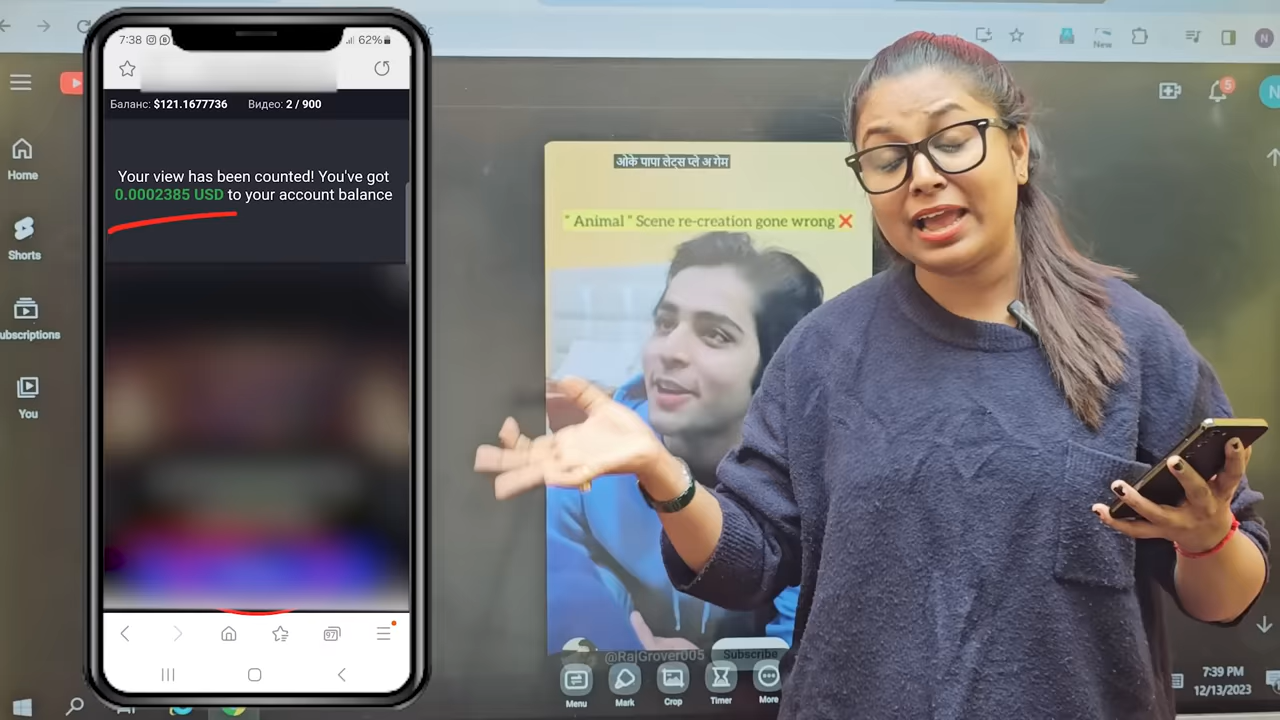 7:38
62%
Баланс: $121.1677736 Видео: 2 / 900
Your view has been counted! You've got
0.0002385 USD to your account balance
97
New
N
5
N
Home
Shorts
ubscriptions
You
ओके पापा लेट्स प्ले अ गेम
" Animal " Scene re-creation gone wrong ❌
@RajGrover005 Subscribe
Menu Mark Crop Timer More
7:39 PM
12/13/2023